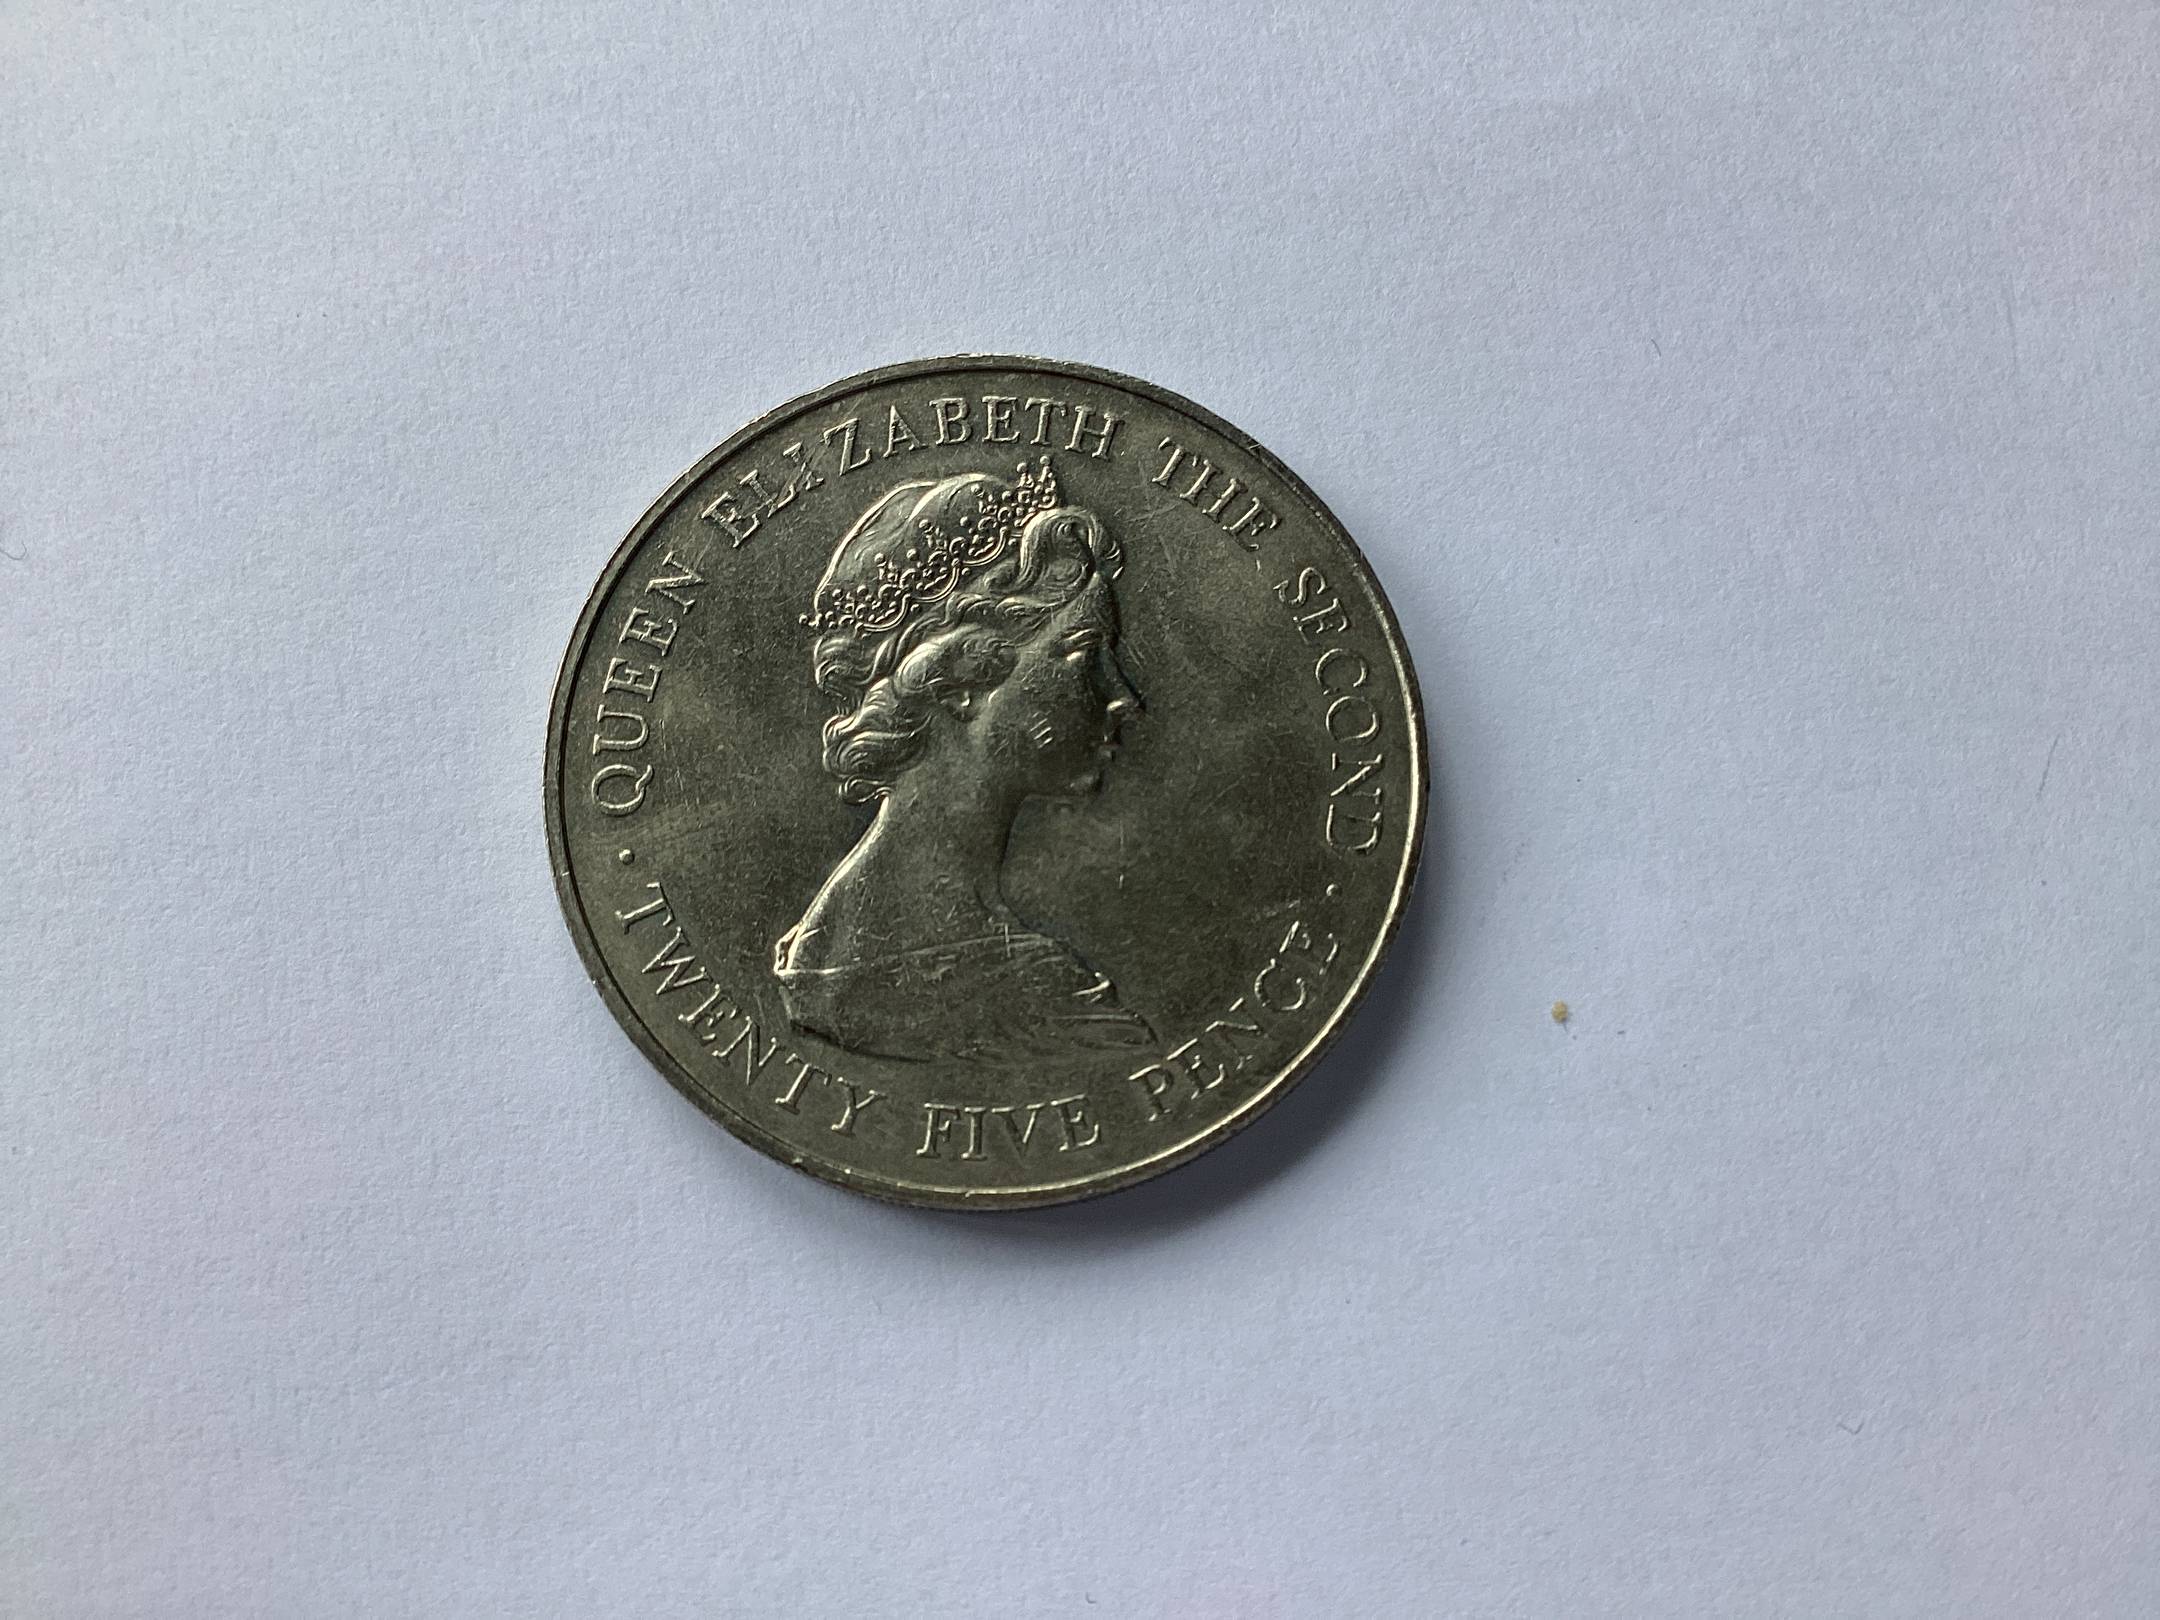 · QUEEN ELIZABETH THE SECOND ·
TWENTY FIVE PENCE